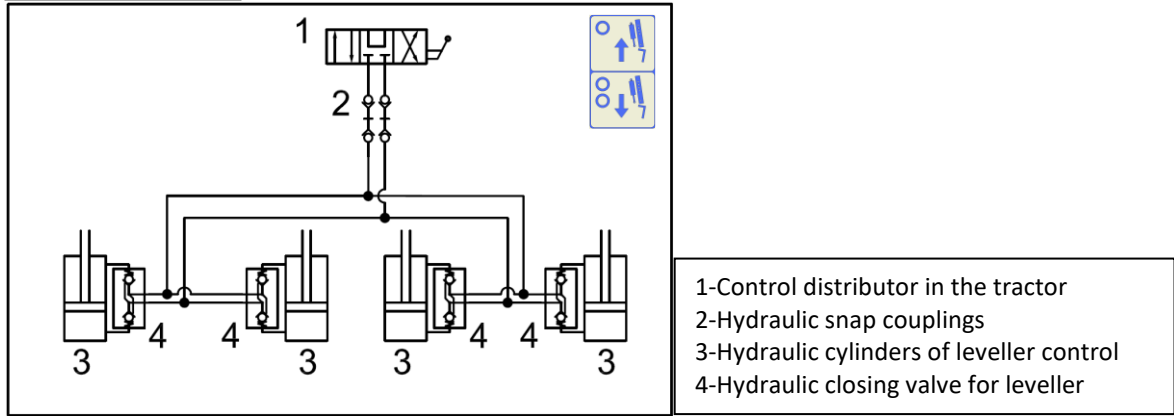 1
2
3
4
4
3
3
4
4
3
1-Control distributor in the tractor
2-Hydraulic snap couplings
3-Hydraulic cylinders of leveller control
4-Hydraulic closing valve for leveller